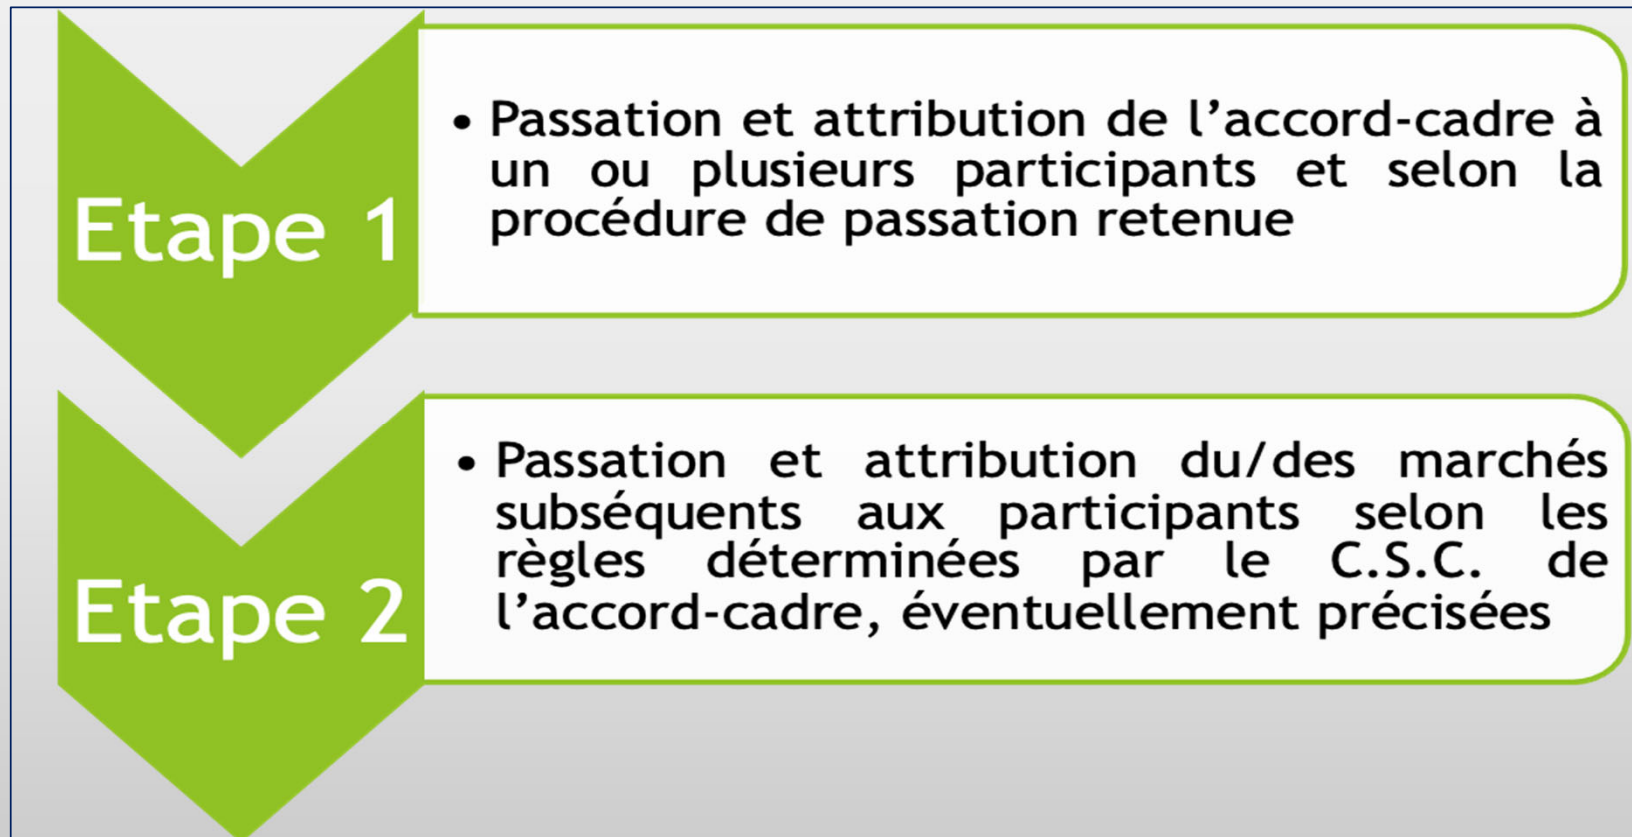 Etape 1
• Passation et attribution de l’accord-cadre à
un ou plusieurs participants et selon la
procédure de passation retenue
Etape 2
• Passation et attribution du/des marchés
subséquents aux participants selon les
règles déterminées par le C.S.C. de
l’accord-cadre, éventuellement précisées